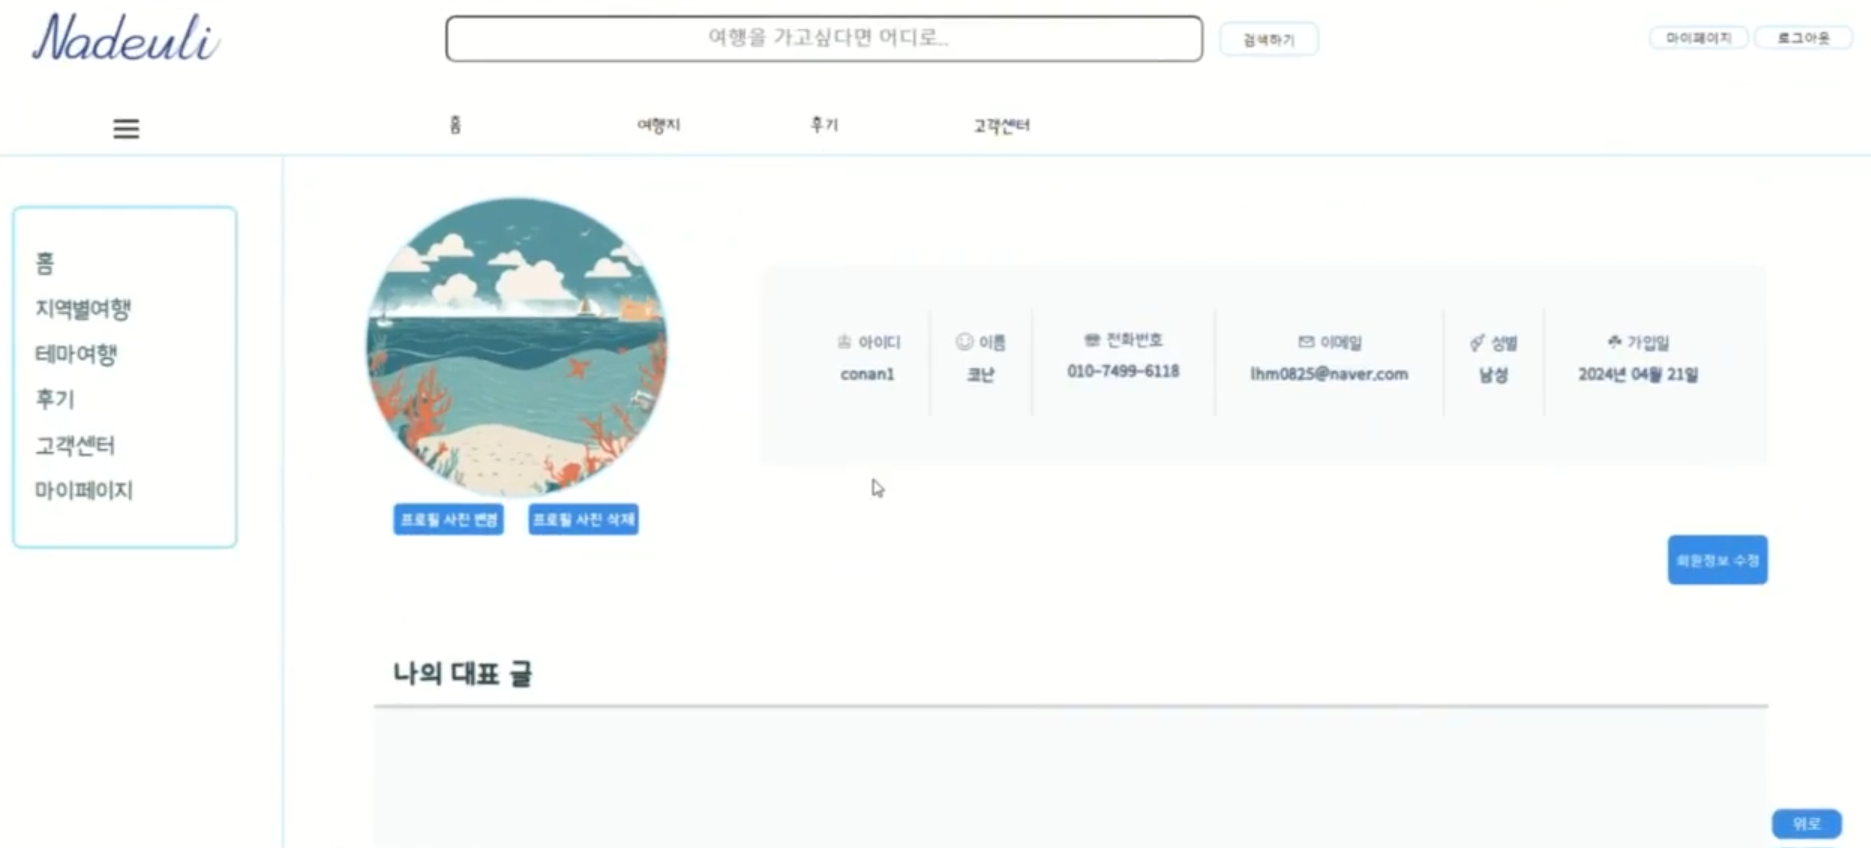 Nadeuli
여행을 가고싶다면 어디로..
검색하기
마이페이지
로그아웃
홈
여행지
후기
고객센터
홈
지역별여행
테마여행
후기
고객센터
마이페이지
아이디
conan1
이름
코난
전화번호
010-7499-6118
이메일
lhm0825@naver.com
성별
남성
가입일
2024년 04월 21일
프로필 사진 변경
프로필 사진 삭제
회원정보 수정
나의 대표 글
위로